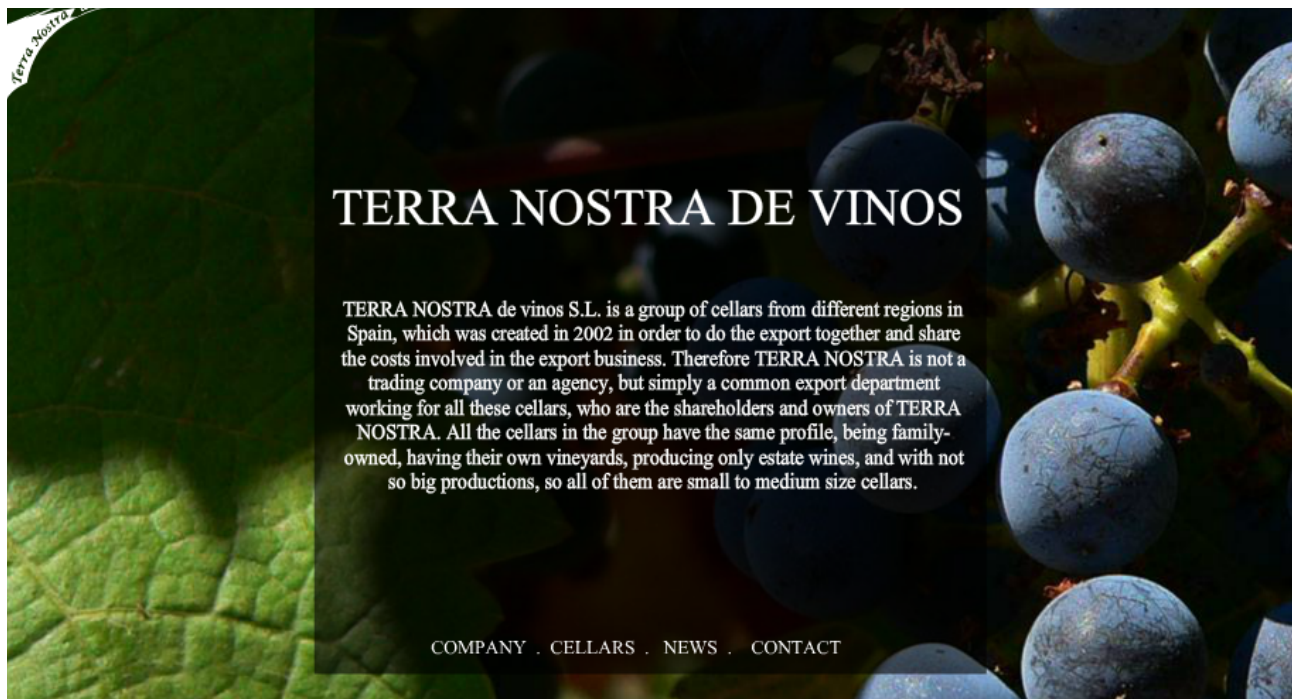 Terra Nostra
TERRA NOSTRA DE VINOS
TERRA NOSTRA de vinos S.L. is a group of cellars from different regions in
Spain, which was created in 2002 in order to do the export together and share
the costs involved in the export business. Therefore TERRA NOSTRA is not a
trading company or an agency, but simply a common export department
working for all these cellars, who are the shareholders and owners of TERRA
NOSTRA. All the cellars in the group have the same profile, being family-
owned, having their own vineyards, producing only estate wines, and with not
so big productions, so all of them are small to medium size cellars.
COMPANY . CELLARS . NEWS . CONTACT